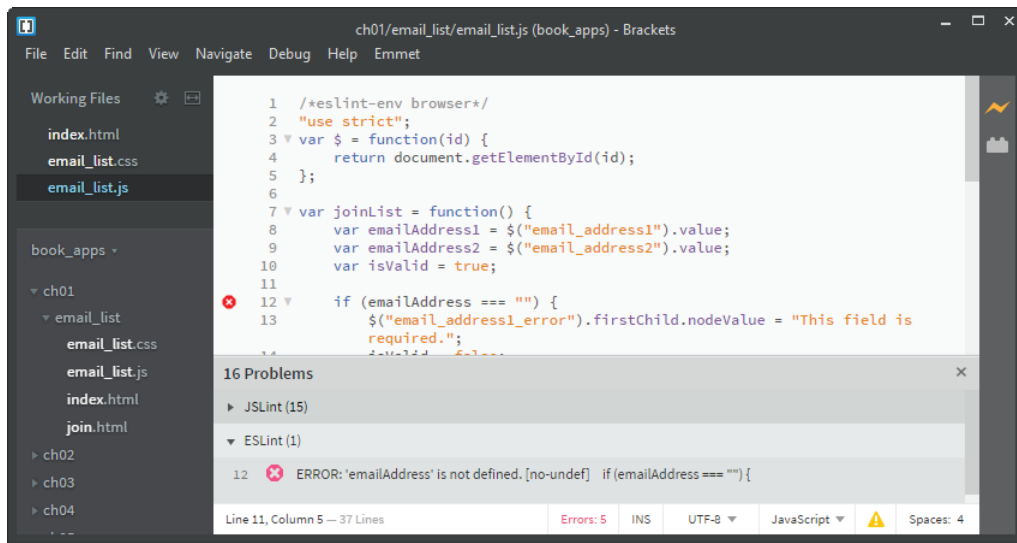 ch01/email_list/email_list.js (book_apps) - Brackets
File Edit Find View Navigate Debug Help Emmet
Working Files
index.html
email_list.css
email_list.js
book_apps
ch01
email_list
email_list.css
email_list.js
index.html
join.html
ch02
ch03
ch04
1 /*eslint-env browser*/
2 "use strict";
3 var $ = function(id) {
4 return document.getElementById(id);
5 };
6
7 var joinList = function() {
8 var emailAddress1 = $("email_address1").value;
9 var emailAddress2 = $("email_address2").value;
10 var isValid = true;
11
12 if (emailAddress === "") {
13 $("email_address1_error").firstChild.nodeValue = "This field is
required.";
14 isValid = false;
16 Problems
JSLint (15)
ESLint (1)
12 ERROR: 'emailAddress' is not defined. [no-undef] if (emailAddress === "") {
Line 11, Column 5 — 37 Lines Errors: 5 INS UTF-8 JavaScript Spaces: 4